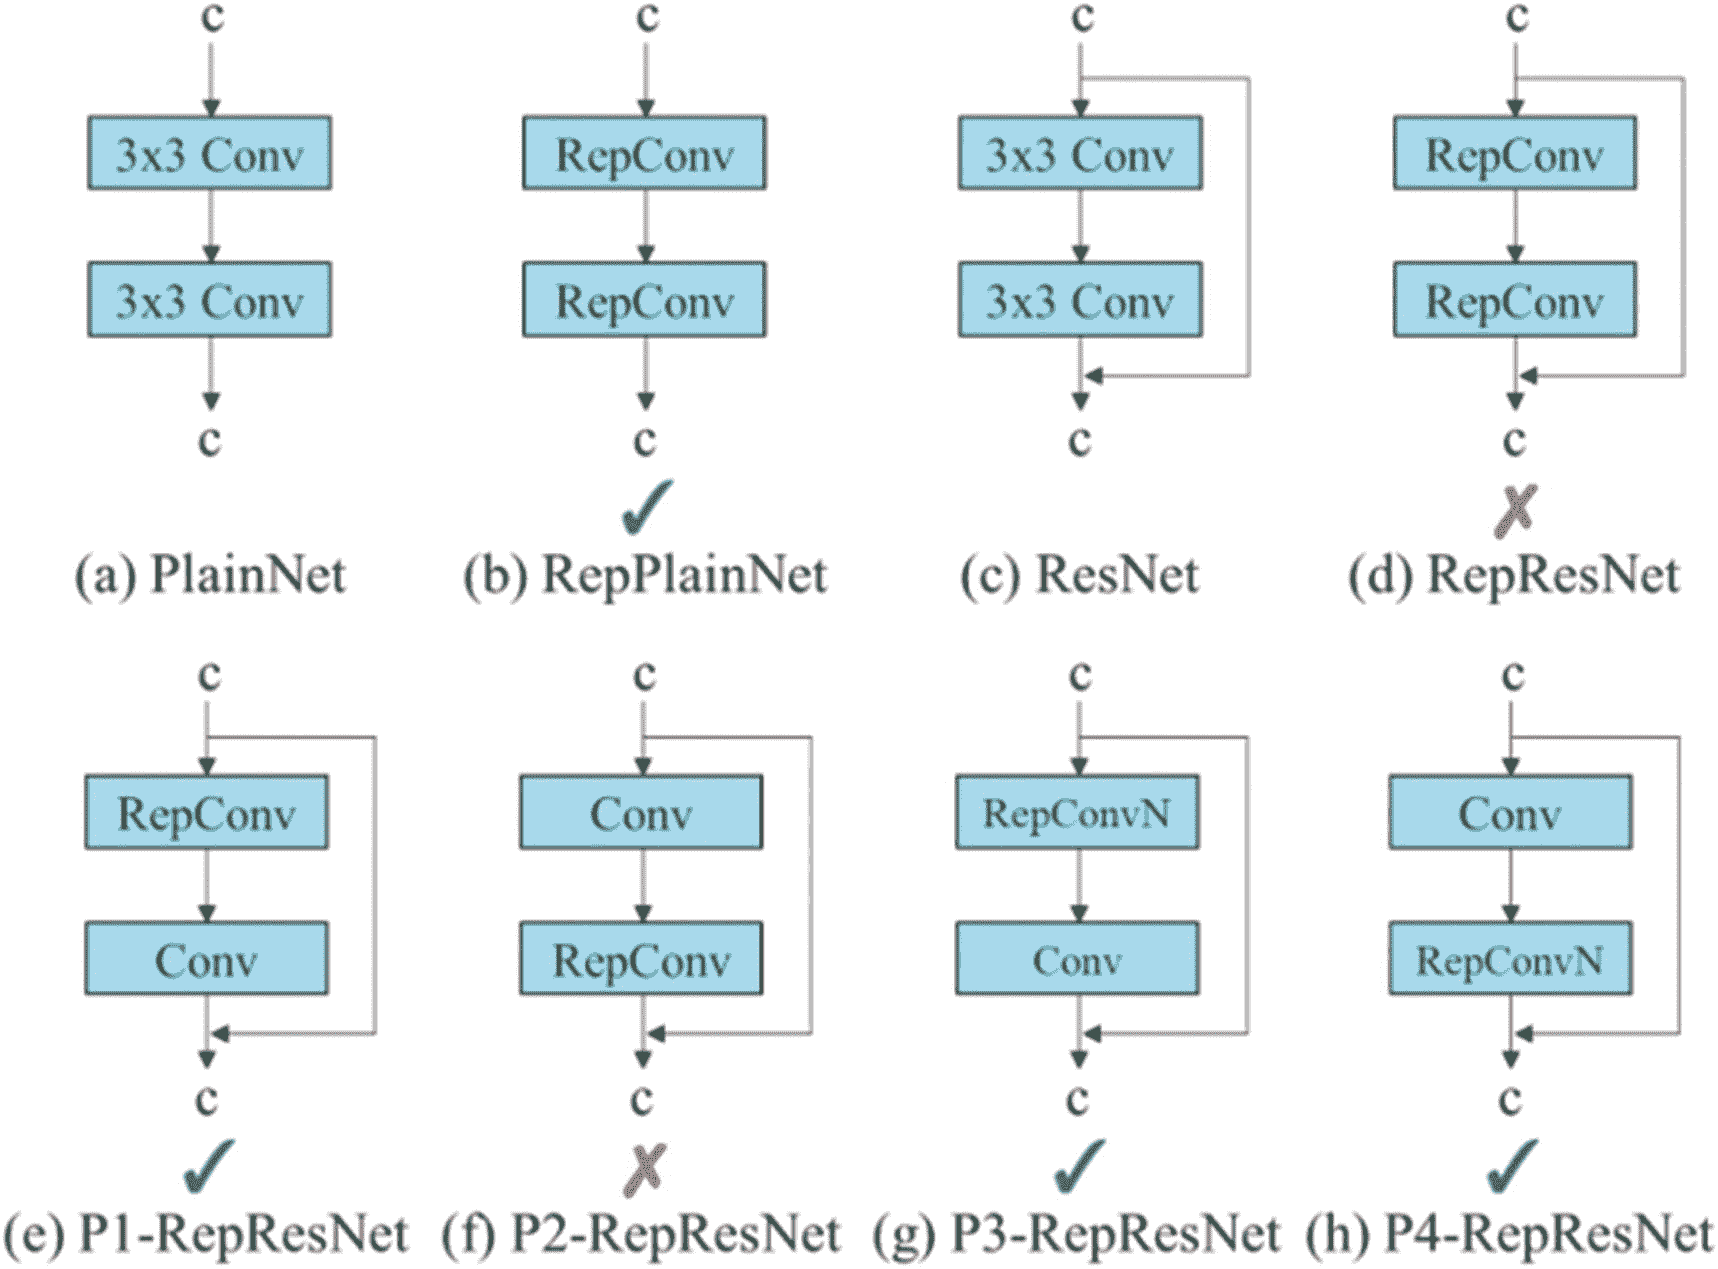 c c c c
3x3 Conv RepConv 3x3 Conv RepConv
3x3 Conv RepConv 3x3 Conv RepConv
c c c c
✓ ✗
(a) PlainNet (b) RepPlainNet (c) ResNet (d) RepResNet
c c c c
RepConv Conv RepConvN Conv
Conv RepConv Conv RepConvN
c c c c
✓ ✗ ✓ ✓
(e) P1-RepResNet (f) P2-RepResNet (g) P3-RepResNet (h) P4-RepResNet